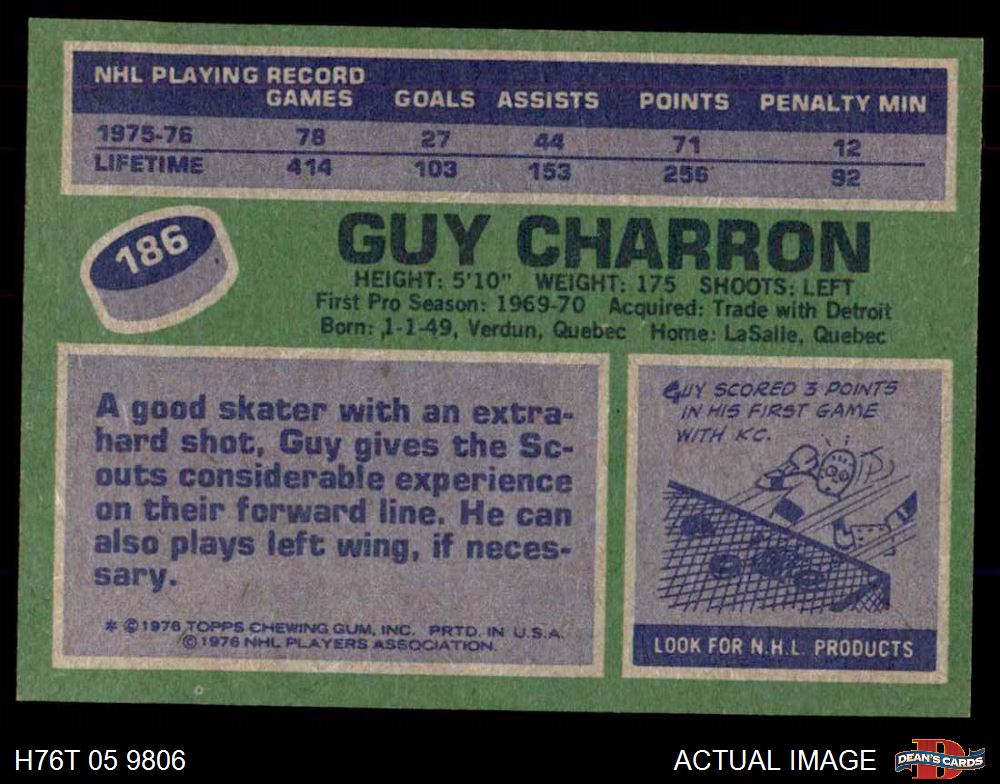 NHL PLAYING RECORD
GAMES GOALS ASSISTS POINTS PENALTY MIN
1975-76 78 27 44 71 12
LIFETIME 414 103 153 256 92
186
GUY CHARRON
HEIGHT: 5'10" WEIGHT: 175 SHOOTS: LEFT
First Pro Season: 1969-70 Acquired: Trade with Detroit
Born: 1-1-49, Verdun, Quebec Home: LaSalle, Quebec
A good skater with an extra-
hard shot, Guy gives the Sc-
outs considerable experience
on their forward line. He can
also plays left wing, if neces-
sary.
* ©1976 TOPPS CHEWING GUM, INC. PRTD. IN U.S.A.
©1976 NHL PLAYERS ASSOCIATION.
GUY SCORED 3 POINTS
IN HIS FIRST GAME
WITH KC.
LOOK FOR N.H.L PRODUCTS
H76T 05 9806
ACTUAL IMAGE
D
DEAN'S CARDS